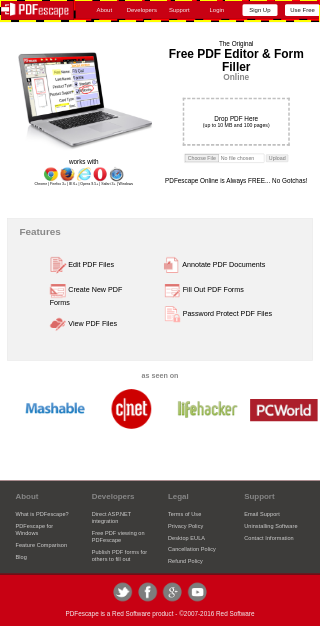 PDFescape
About Developers Support Login Sign Up Use Free
The Original
Free PDF Editor & Form
Filler
Online
Drop PDF Here
(up to 10 MB and 100 pages)
Choose File No file chosen Upload
works with
Chrome | Firefox 3+ | IE 8+ | Opera 9.5+ | Safari 3+ | Windows
PDFescape Online is Always FREE... No Gotchas!
Features
Edit PDF Files
Annotate PDF Documents
Create New PDF
Forms
Fill Out PDF Forms
View PDF Files
Password Protect PDF Files
as seen on
Mashable
c|net
lifehacker
PCWorld
About
What is PDFescape?
PDFescape for
Windows
Feature Comparison
Blog
Developers
Direct ASP.NET
integration
Free PDF viewing on
PDFescape
Publish PDF forms for
others to fill out
Legal
Terms of Use
Privacy Policy
Desktop EULA
Cancellation Policy
Refund Policy
Support
Email Support
Uninstalling Software
Contact Information
PDFescape is a Red Software product - ©2007-2016 Red Software